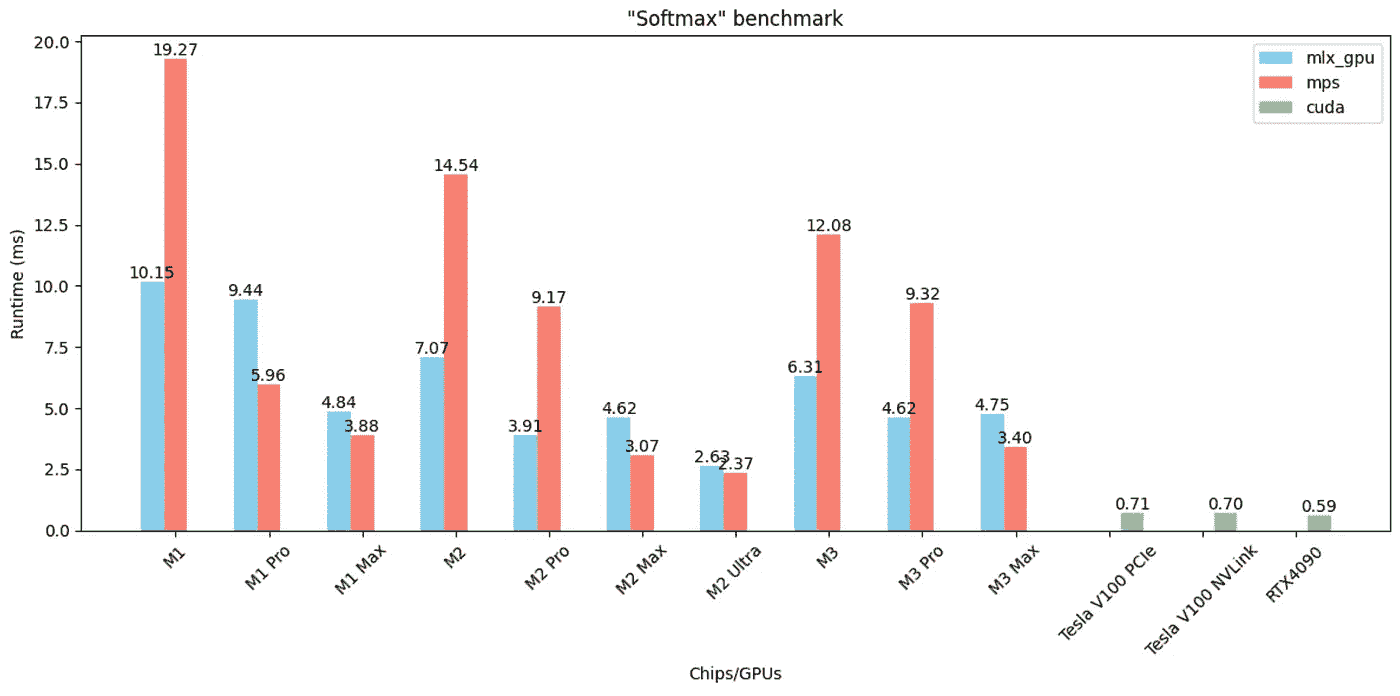 "Softmax" benchmark
mlx_gpu
mps
cuda
Runtime (ms)
20.0
17.5
15.0
12.5
10.0
7.5
5.0
2.5
0.0
10.15
19.27
9.44
5.96
4.84
3.88
7.07
14.54
3.91
9.17
4.62
3.07
2.63
2.37
6.31
12.08
4.62
9.32
4.75
3.40
0.71
0.70
0.59
M1
M1 Pro
M1 Max
M2
M2 Pro
M2 Max
M2 Ultra
M3
M3 Pro
M3 Max
Tesla V100 PCIe
Tesla V100 NVLink
RTX4090
Chips/GPUs